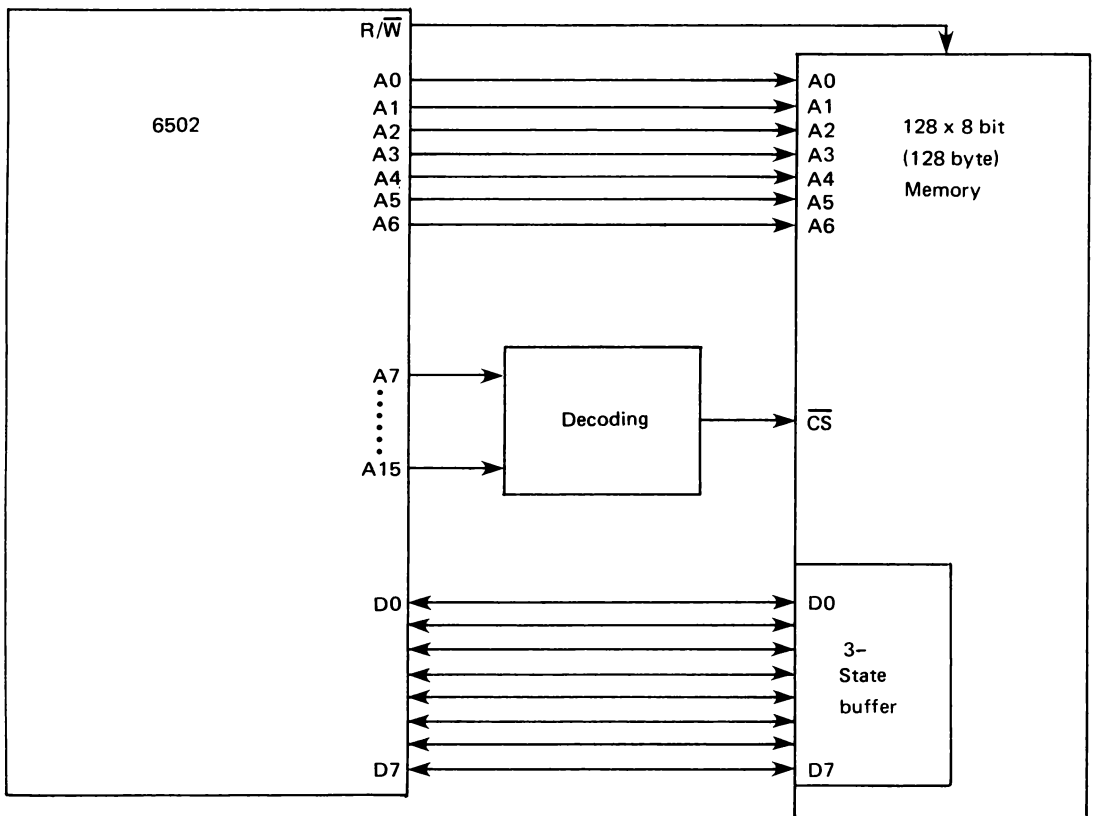 R/W̅
6502
A0
A1
A2
A3
A4
A5
A6
A7
A15
D0
D7
Decoding
A0
A1
A2
A3
A4
A5
A6
128 x 8 bit
(128 byte)
Memory
C̅S̅
D0
3–
State
buffer
D7